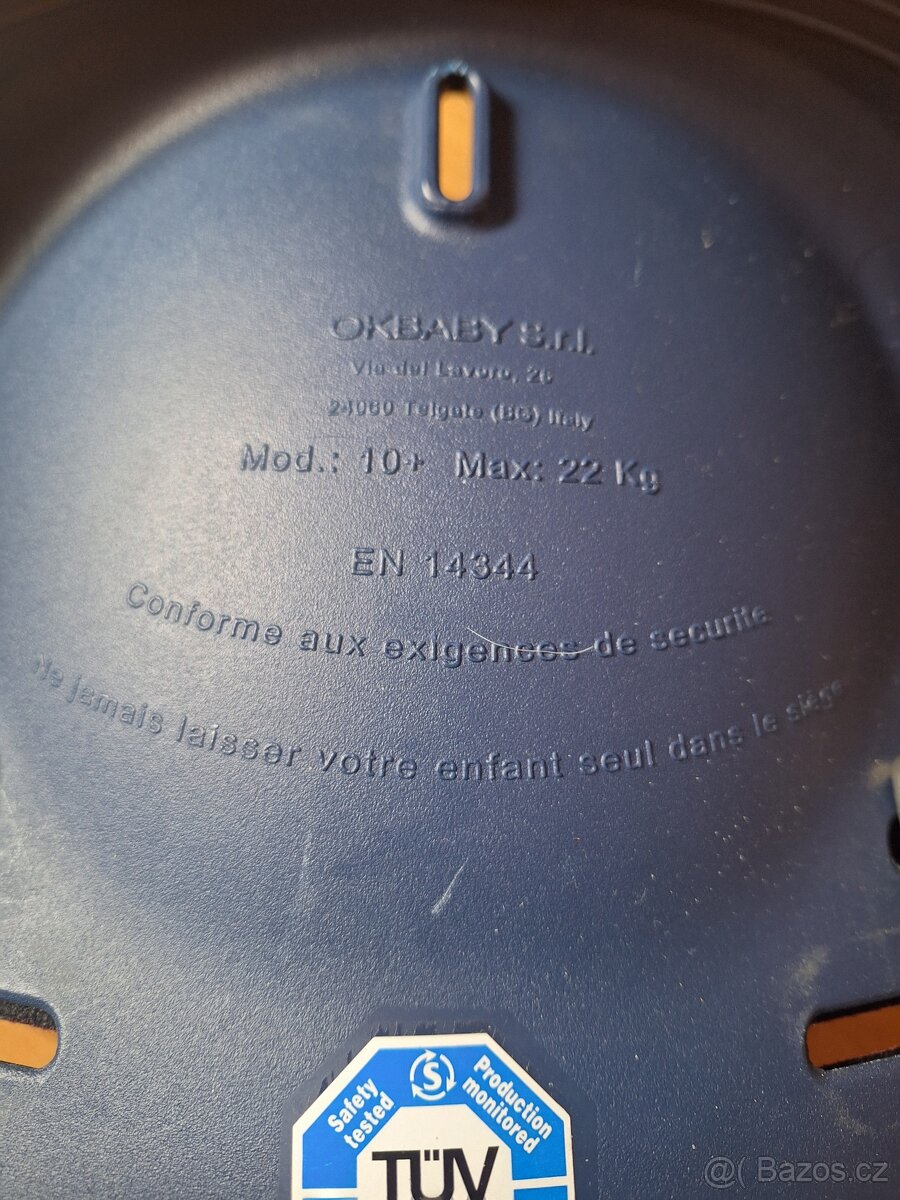 OKBABY S.r.l.
Via del Lavoro, 26
24060 Telgate (BG) Italy
Mod.: 10+ Max: 22 Kg
EN 14344
Conforme aux exigences de securite
Ne jamais laisser votre enfant seul dans le siége
Safety
tested
S
Production
monitored
TÜV
@( Bazos.cz